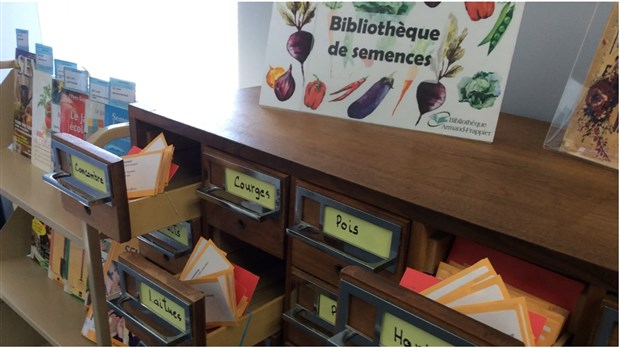 Bibliothèque
de semences
Bibliothèque
Armand-Frappier
Concombre
Courges
Pois
Laitues